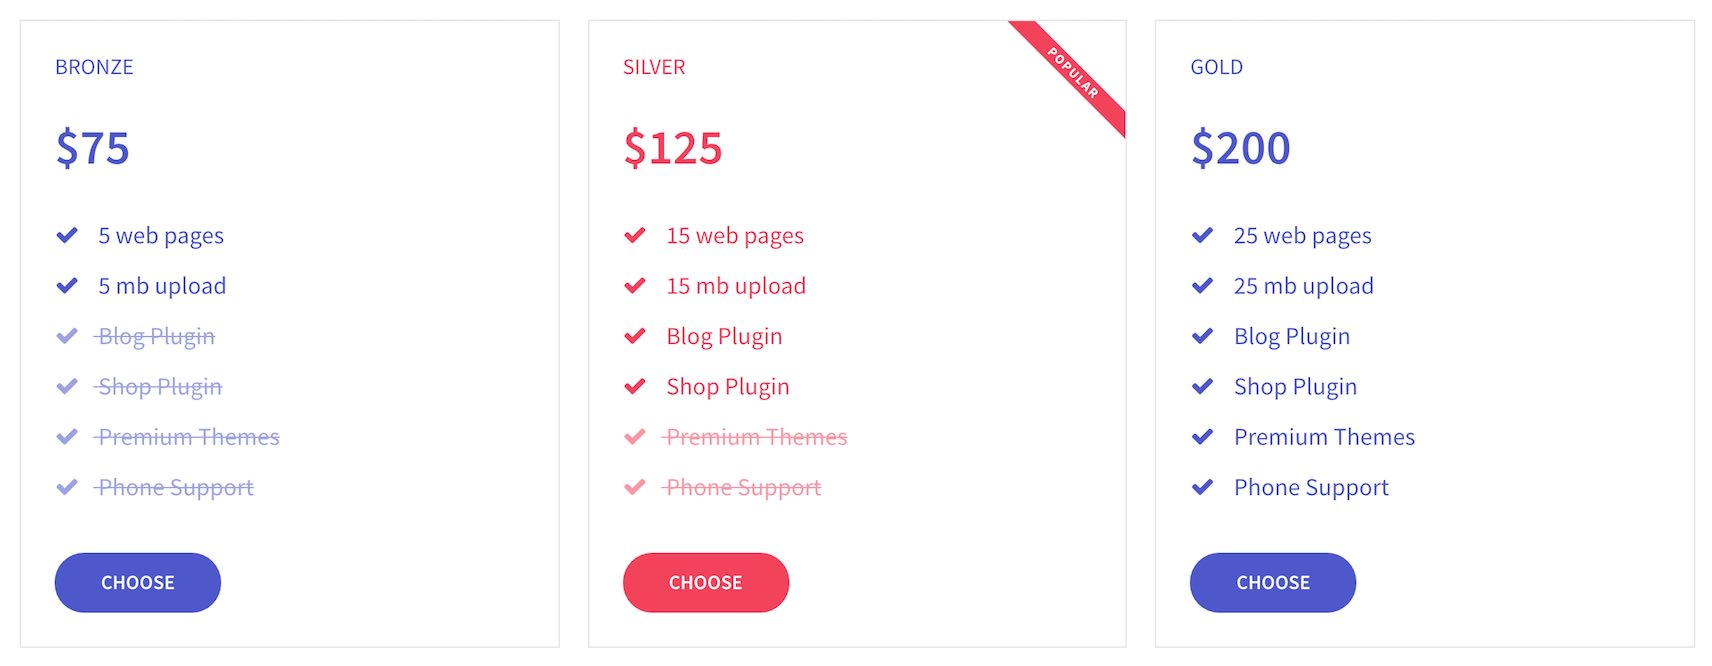 BRONZE
$75
5 web pages
5 mb upload
Blog Plugin
Shop Plugin
Premium Themes
Phone Support
CHOOSE
SILVER
POPULAR
$125
15 web pages
15 mb upload
Blog Plugin
Shop Plugin
Premium Themes
Phone Support
CHOOSE
GOLD
$200
25 web pages
25 mb upload
Blog Plugin
Shop Plugin
Premium Themes
Phone Support
CHOOSE